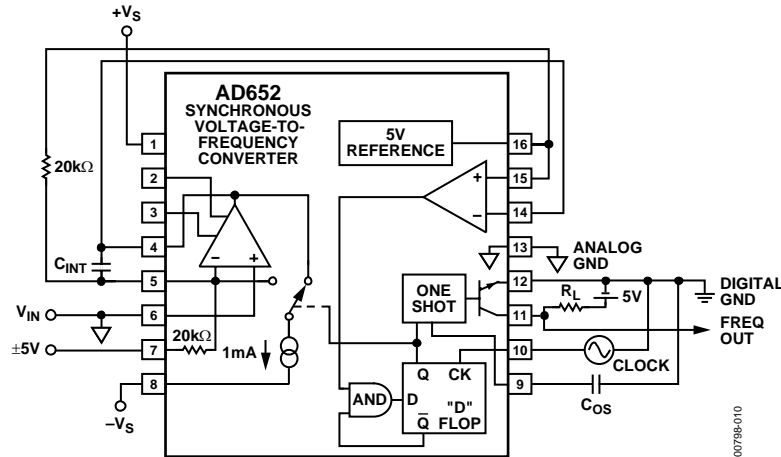 +VS
AD652
SYNCHRONOUS
VOLTAGE-TO-
FREQUENCY
CONVERTER
5V
REFERENCE
20kΩ
1
2
3
4
5
6
7
8
16
15
14
13
12
11
10
9
+
–
–
+
CINT
VIN
±5V
–VS
20kΩ
1mA
ONE
SHOT
AND
D
Q
CK
"D"
FLOP
Q̅
ANALOG
GND
DIGITAL
GND
RL
5V
FREQ
OUT
CLOCK
COS
00798-010